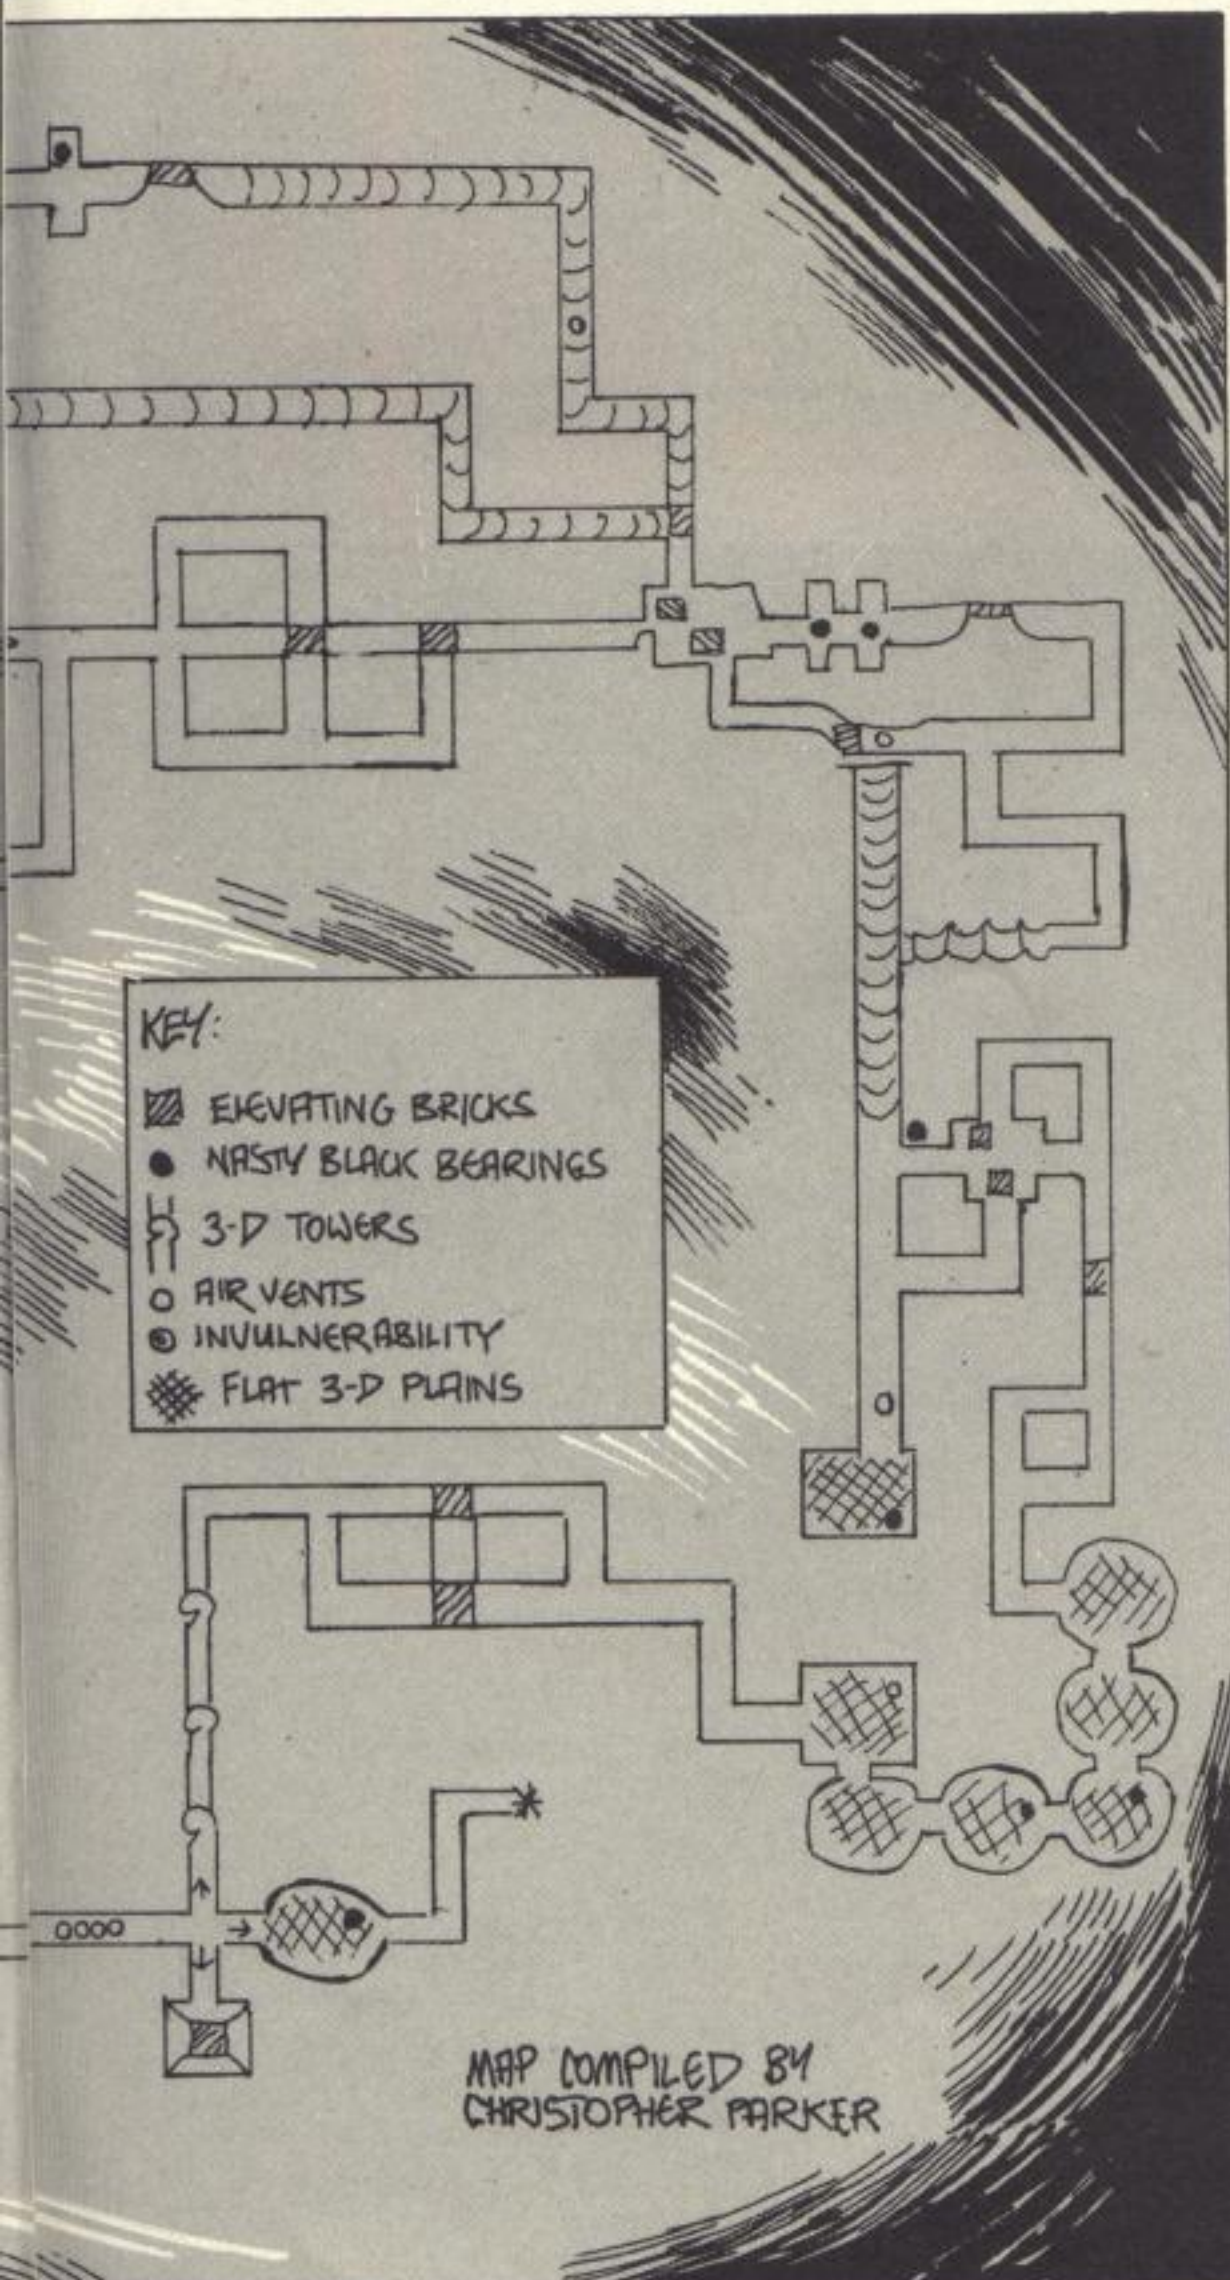 KEY:
ELEVATING BRICKS
NASTY BLACK BEARINGS
3-D TOWERS
AIR VENTS
INVULNERABILITY
FLAT 3-D PLAINS
MAP COMPILED BY
CHRISTOPHER PARKER